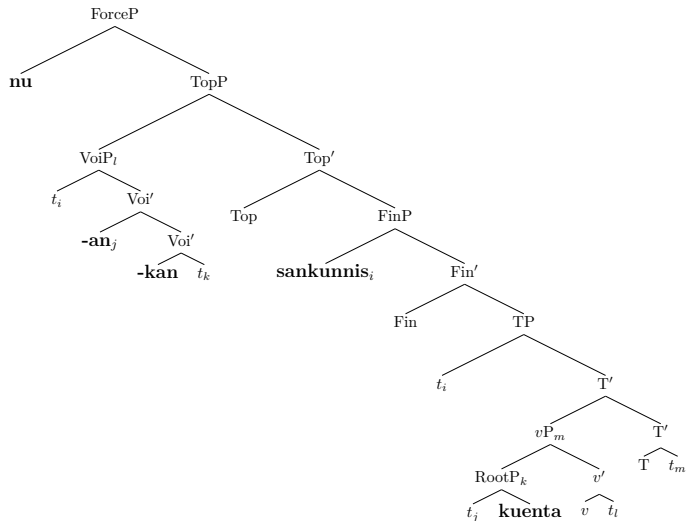 ForceP
nu TopP
VoiP_l Top′
t_i Voi′ Top FinP
-an_j Voi′ sankunnis_i Fin′
-kan t_k
Fin TP
t_i T′
vP_m T′
RootP_k v′ T t_m
t_j kuenta v t_l